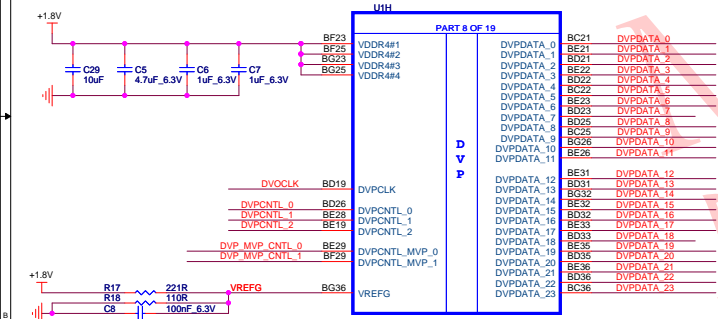 U1H
+1.8V
PART 8 OF 19
BF23 VDDR4#1
BF25 VDDR4#2
BG23 VDDR4#3
BG25 VDDR4#4
C29 10uF
C5 4.7uF_6.3V
C6 1uF_6.3V
C7 1uF_6.3V
DVPDATA_0 BC21 DVPDATA_0
DVPDATA_1 BE21 DVPDATA_1
DVPDATA_2 BD21 DVPDATA_2
DVPDATA_3 BE22 DVPDATA_3
DVPDATA_4 BD22 DVPDATA_4
DVPDATA_5 BC22 DVPDATA_5
DVPDATA_6 BE23 DVPDATA_6
DVPDATA_7 BD23 DVPDATA_7
DVPDATA_8 BD25 DVPDATA_8
DVPDATA_9 BC25 DVPDATA_9
DVPDATA_10 BG26 DVPDATA_10
DVPDATA_11 BE26 DVPDATA_11
D
V
P
DVPDATA_12 BE31 DVPDATA_12
DVPDATA_13 BD31 DVPDATA_13
DVPDATA_14 BG32 DVPDATA_14
DVPDATA_15 BE32 DVPDATA_15
DVPDATA_16 BD32 DVPDATA_16
DVPDATA_17 BE33 DVPDATA_17
DVPDATA_18 BD33 DVPDATA_18
DVPDATA_19 BE35 DVPDATA_19
DVPDATA_20 BD35 DVPDATA_20
DVPDATA_21 BE36 DVPDATA_21
DVPDATA_22 BD36 DVPDATA_22
DVPDATA_23 BC36 DVPDATA_23
DVOCLK BD19 DVPCLK
DVPCNTL_0 BD26 DVPCNTL_0
DVPCNTL_1 BE28 DVPCNTL_1
DVPCNTL_2 BE19 DVPCNTL_2
DVP_MVP_CNTL_0 BE29 DVPCNTL_MVP_0
DVP_MVP_CNTL_1 BF29 DVPCNTL_MVP_1
+1.8V
R17 221R VREFG BG36 VREFG
R18 110R
C8 100nF_6.3V
B